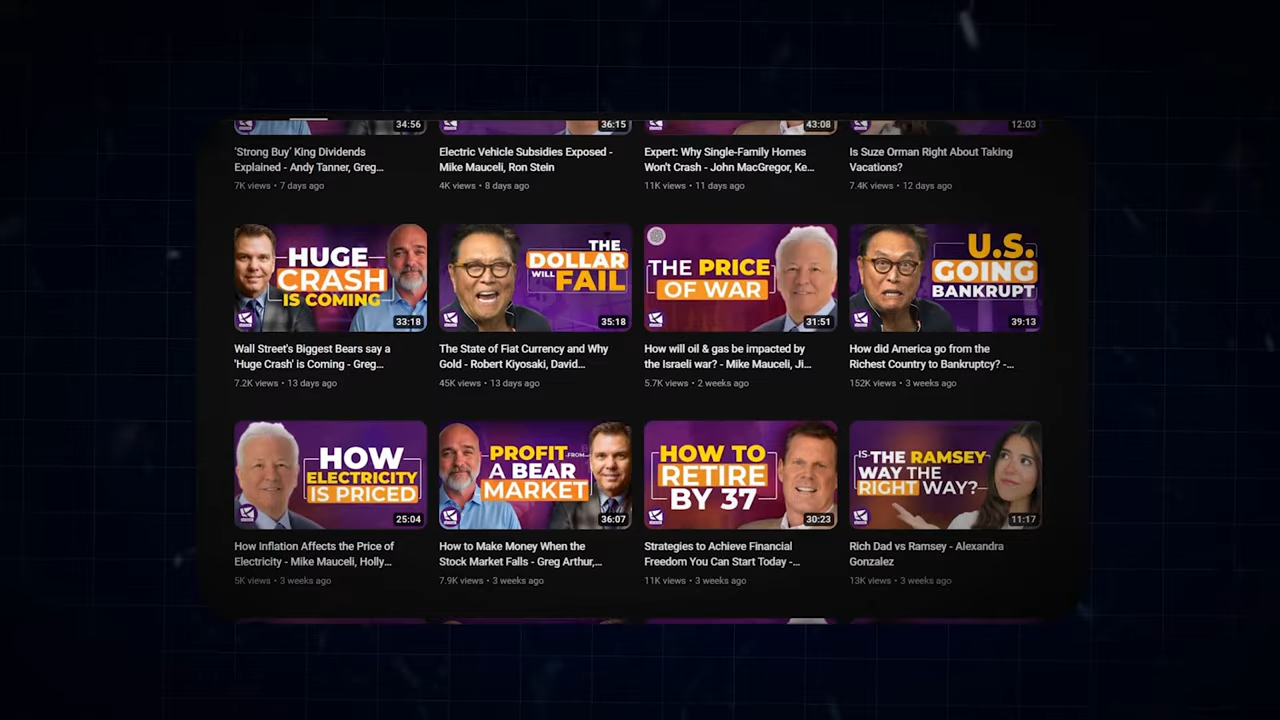 34:56
36:15
43:08
12:03
'Strong Buy' King Dividends
Explained - Andy Tanner, Greg...
7K views • 7 days ago
Electric Vehicle Subsidies Exposed -
Mike Mauceli, Ron Stein
4K views • 8 days ago
Expert: Why Single-Family Homes
Won't Crash - John MacGregor, Ke...
11K views • 11 days ago
Is Suze Orman Right About Taking
Vacations?
7.4K views • 12 days ago
HUGE
CRASH
IS COMING
33:18
THE
DOLLAR
WILL FAIL
35:18
THE PRICE
OF WAR
31:51
U.S.
GOING
BANKRUPT
39:13
Wall Street's Biggest Bears say a
'Huge Crash' is Coming - Greg...
7.2K views • 13 days ago
The State of Fiat Currency and Why
Gold - Robert Kiyosaki, David...
45K views • 13 days ago
How will oil & gas be impacted by
the Israeli war? - Mike Mauceli, Ji...
5.7K views • 2 weeks ago
How did America go from the
Richest Country to Bankruptcy? -...
152K views • 3 weeks ago
HOW
ELECTRICITY
IS PRICED
25:04
PROFIT FROM
A BEAR
MARKET
36:07
HOW TO
RETIRE
BY 37
30:23
IS THE RAMSEY
WAY THE
RIGHT WAY?
11:17
How Inflation Affects the Price of
Electricity - Mike Mauceli, Holly...
5K views • 3 weeks ago
How to Make Money When the
Stock Market Falls - Greg Arthur,...
7.9K views • 3 weeks ago
Strategies to Achieve Financial
Freedom You Can Start Today -...
11K views • 3 weeks ago
Rich Dad vs Ramsey - Alexandra
Gonzalez
13K views • 3 weeks ago